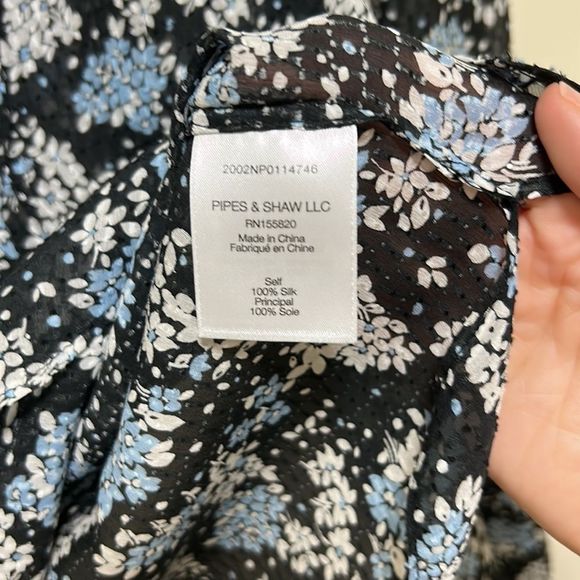 2002NP0114746
PIPES & SHAW LLC
RN155820
Made in China
Fabriqué en Chine
Self
100% Silk
Principal
100% Soie